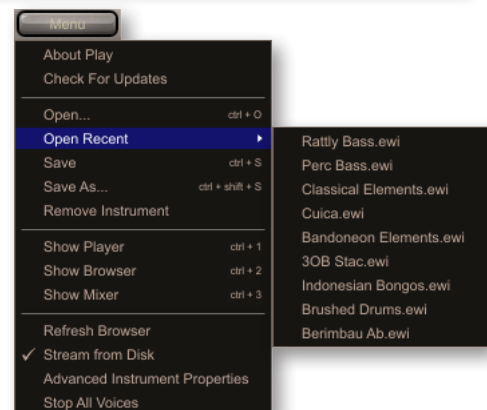 Menu
About Play
Check For Updates
Open... ctrl + O
Open Recent
Save ctrl + S
Save As... ctrl + shift + S
Remove Instrument
Show Player ctrl + 1
Show Browser ctrl + 2
Show Mixer ctrl + 3
Refresh Browser
Stream from Disk
Advanced Instrument Properties
Stop All Voices
Rattly Bass.ewi
Perc Bass.ewi
Classical Elements.ewi
Cuica.ewi
Bandoneon Elements.ewi
3OB Stac.ewi
Indonesian Bongos.ewi
Brushed Drums.ewi
Berimbau Ab.ewi